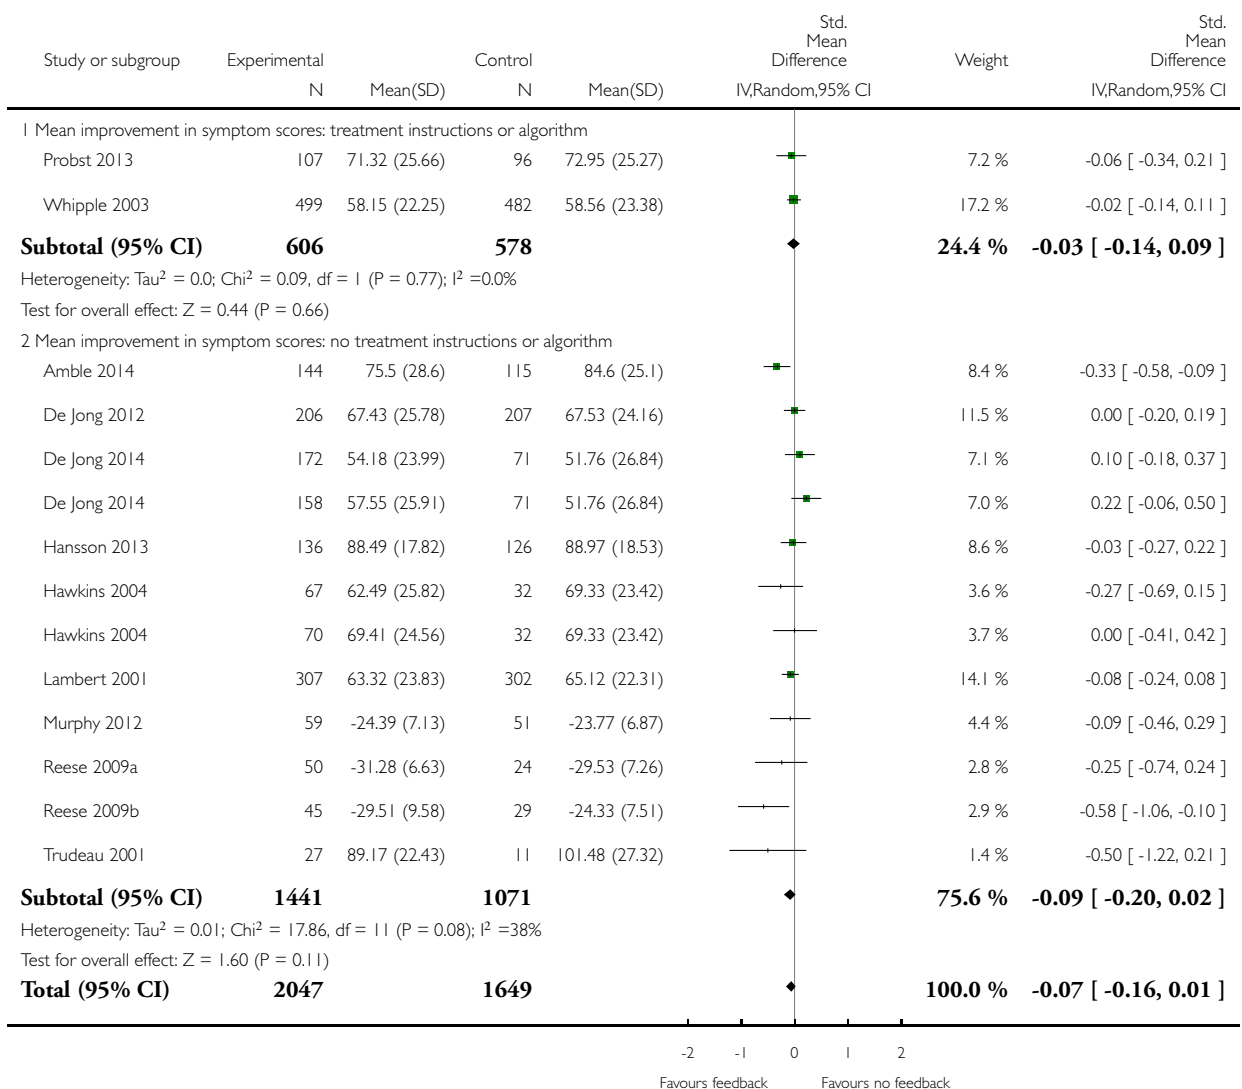 Std. Std.
Mean Mean
Study or subgroup Experimental Control Difference Weight Difference
N Mean(SD) N Mean(SD) IV,Random,95% CI IV,Random,95% CI
1 Mean improvement in symptom scores: treatment instructions or algorithm
Probst 2013 107 71.32 (25.66) 96 72.95 (25.27) 7.2 % -0.06 [ -0.34, 0.21 ]
Whipple 2003 499 58.15 (22.25) 482 58.56 (23.38) 17.2 % -0.02 [ -0.14, 0.11 ]
Subtotal (95% CI) 606 578 24.4 % -0.03 [ -0.14, 0.09 ]
Heterogeneity: Tau² = 0.0; Chi² = 0.09, df = 1 (P = 0.77); I² =0.0%
Test for overall effect: Z = 0.44 (P = 0.66)
2 Mean improvement in symptom scores: no treatment instructions or algorithm
Amble 2014 144 75.5 (28.6) 115 84.6 (25.1) 8.4 % -0.33 [ -0.58, -0.09 ]
De Jong 2012 206 67.43 (25.78) 207 67.53 (24.16) 11.5 % 0.00 [ -0.20, 0.19 ]
De Jong 2014 172 54.18 (23.99) 71 51.76 (26.84) 7.1 % 0.10 [ -0.18, 0.37 ]
De Jong 2014 158 57.55 (25.91) 71 51.76 (26.84) 7.0 % 0.22 [ -0.06, 0.50 ]
Hansson 2013 136 88.49 (17.82) 126 88.97 (18.53) 8.6 % -0.03 [ -0.27, 0.22 ]
Hawkins 2004 67 62.49 (25.82) 32 69.33 (23.42) 3.6 % -0.27 [ -0.69, 0.15 ]
Hawkins 2004 70 69.41 (24.56) 32 69.33 (23.42) 3.7 % 0.00 [ -0.41, 0.42 ]
Lambert 2001 307 63.32 (23.83) 302 65.12 (22.31) 14.1 % -0.08 [ -0.24, 0.08 ]
Murphy 2012 59 -24.39 (7.13) 51 -23.77 (6.87) 4.4 % -0.09 [ -0.46, 0.29 ]
Reese 2009a 50 -31.28 (6.63) 24 -29.53 (7.26) 2.8 % -0.25 [ -0.74, 0.24 ]
Reese 2009b 45 -29.51 (9.58) 29 -24.33 (7.51) 2.9 % -0.58 [ -1.06, -0.10 ]
Trudeau 2001 27 89.17 (22.43) 11 101.48 (27.32) 1.4 % -0.50 [ -1.22, 0.21 ]
Subtotal (95% CI) 1441 1071 75.6 % -0.09 [ -0.20, 0.02 ]
Heterogeneity: Tau² = 0.01; Chi² = 17.86, df = 11 (P = 0.08); I² =38%
Test for overall effect: Z = 1.60 (P = 0.11)
Total (95% CI) 2047 1649 100.0 % -0.07 [ -0.16, 0.01 ]
-2 -1 0 1 2
Favours feedback Favours no feedback